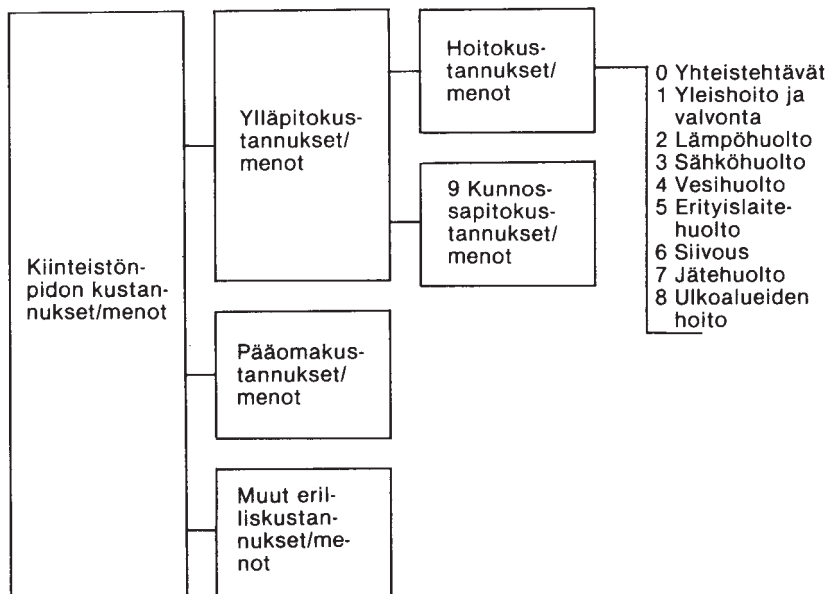 Kiinteistön-
pidon kustan-
nukset/menot
Ylläpitokus-
tannukset/
menot
Hoitokus-
tannukset/
menot
0 Yhteistehtävät
1 Yleishoito ja
valvonta
2 Lämpöhuolto
3 Sähköhuolto
4 Vesihuolto
5 Erityislaite-
huolto
6 Siivous
7 Jätehuolto
8 Ulkoalueiden
hoito
9 Kunnos-
sapitokus-
tannukset/
menot
Pääomakus-
tannukset/
menot
Muut eril-
liskustan-
nukset/me-
not